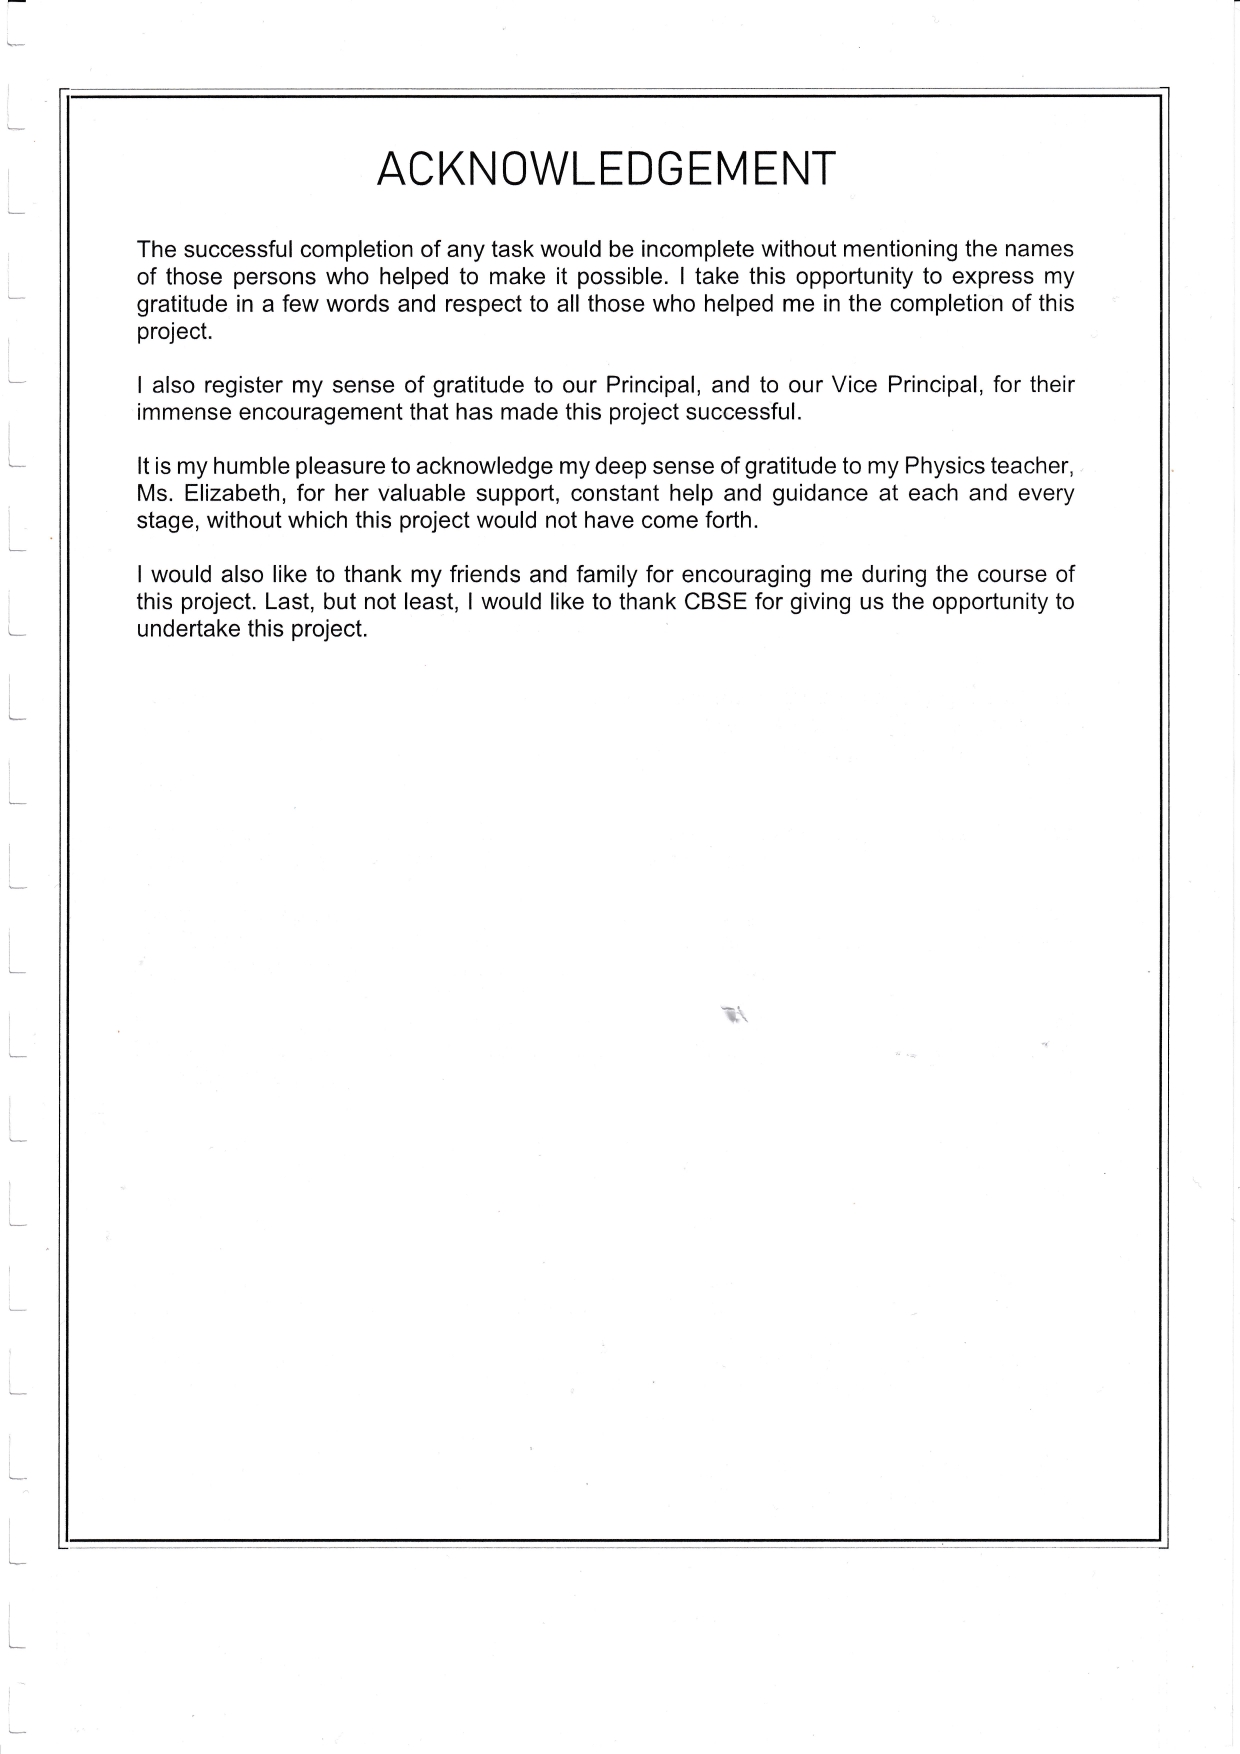 ACKNOWLEDGEMENT
The successful completion of any task would be incomplete without mentioning the names
of those persons who helped to make it possible. I take this opportunity to express my
gratitude in a few words and respect to all those who helped me in the completion of this
project.
I also register my sense of gratitude to our Principal, and to our Vice Principal, for their
immense encouragement that has made this project successful.
It is my humble pleasure to acknowledge my deep sense of gratitude to my Physics teacher,
Ms. Elizabeth, for her valuable support, constant help and guidance at each and every
stage, without which this project would not have come forth.
I would also like to thank my friends and family for encouraging me during the course of
this project. Last, but not least, I would like to thank CBSE for giving us the opportunity to
undertake this project.